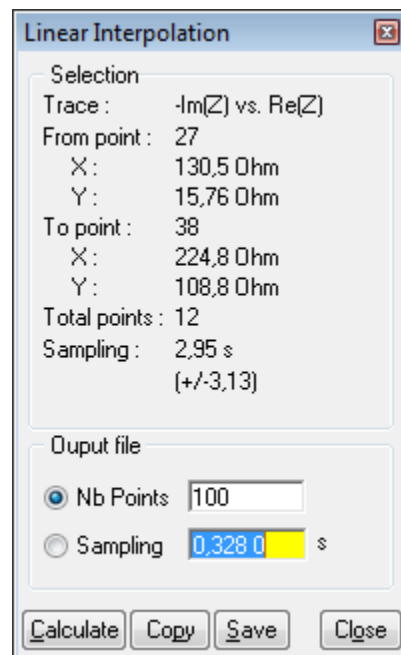 Linear Interpolation
Selection
Trace : -Im(Z) vs. Re(Z)
From point : 27
X : 130,5 Ohm
Y : 15,76 Ohm
To point : 38
X : 224,8 Ohm
Y : 108,8 Ohm
Total points : 12
Sampling : 2,95 s
(+/-3,13)
Ouput file
Nb Points 100
Sampling 0,328 0 s
Calculate Copy Save Close